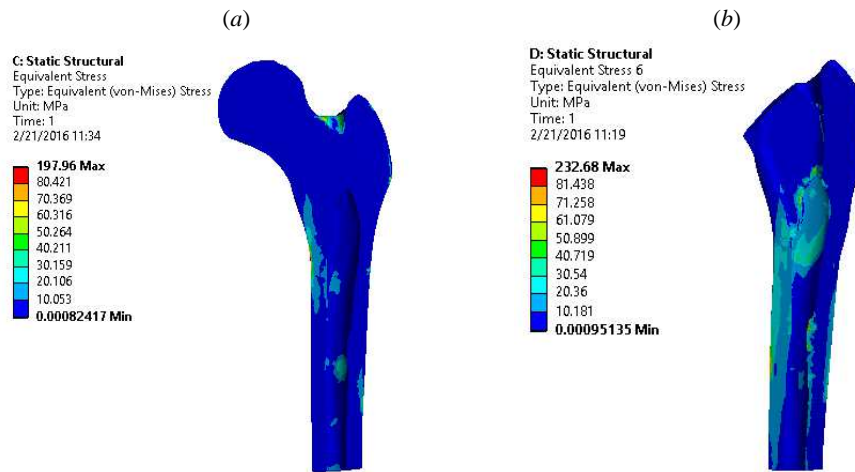 (a)
C: Static Structural
Equivalent Stress
Type: Equivalent (von-Mises) Stress
Unit: MPa
Time: 1
2/21/2016 11:34
197.96 Max
80.421
70.369
60.316
50.264
40.211
30.159
20.106
10.053
0.00082417 Min
(b)
D: Static Structural
Equivalent Stress 6
Type: Equivalent (von-Mises) Stress
Unit: MPa
Time: 1
2/21/2016 11:19
232.68 Max
81.438
71.258
61.079
50.899
40.719
30.54
20.36
10.181
0.00095135 Min